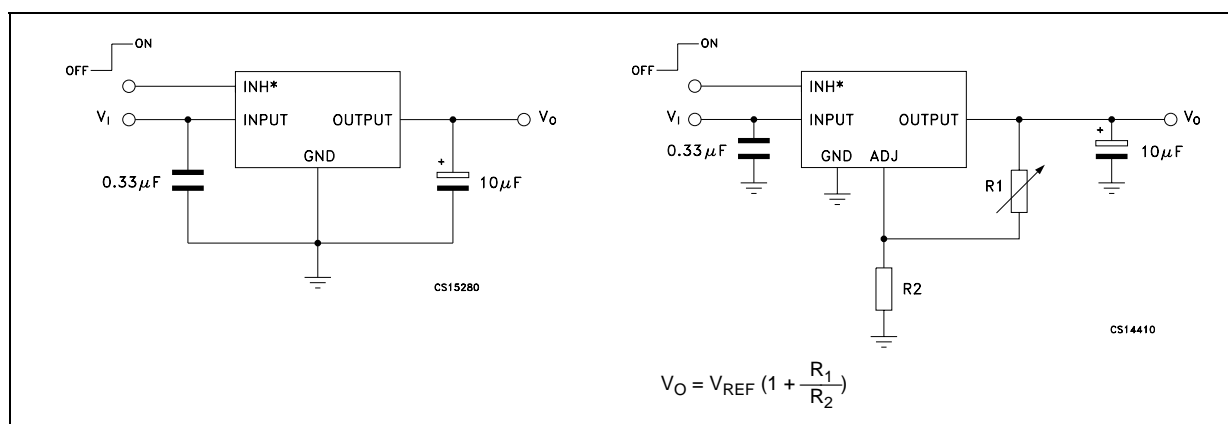 ON
OFF
INH*
V_I
INPUT
OUTPUT
V_O
GND
0.33μF
+
10μF
CS15280
ON
OFF
INH*
V_I
INPUT
OUTPUT
V_O
0.33μF
GND
ADJ
+
10μF
R1
R2
CS14410
V_O = V_REF (1 + R_1/R_2)